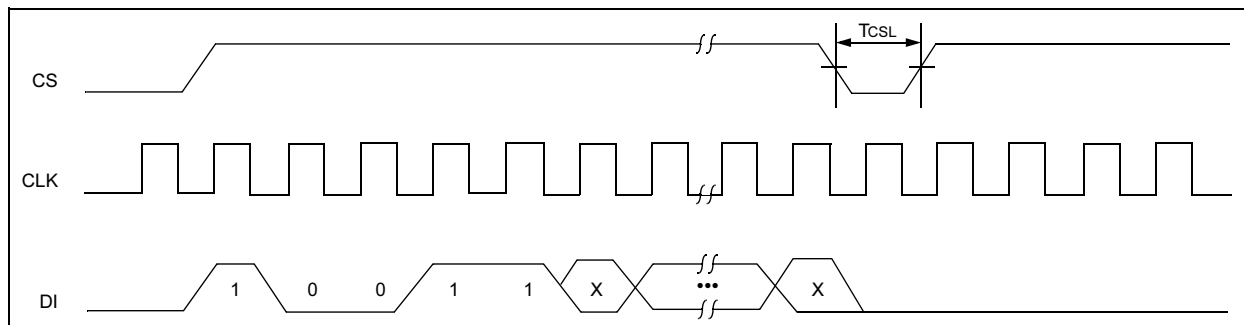 TCSL
CS
CLK
DI
1 0 0 1 1 X ••• X